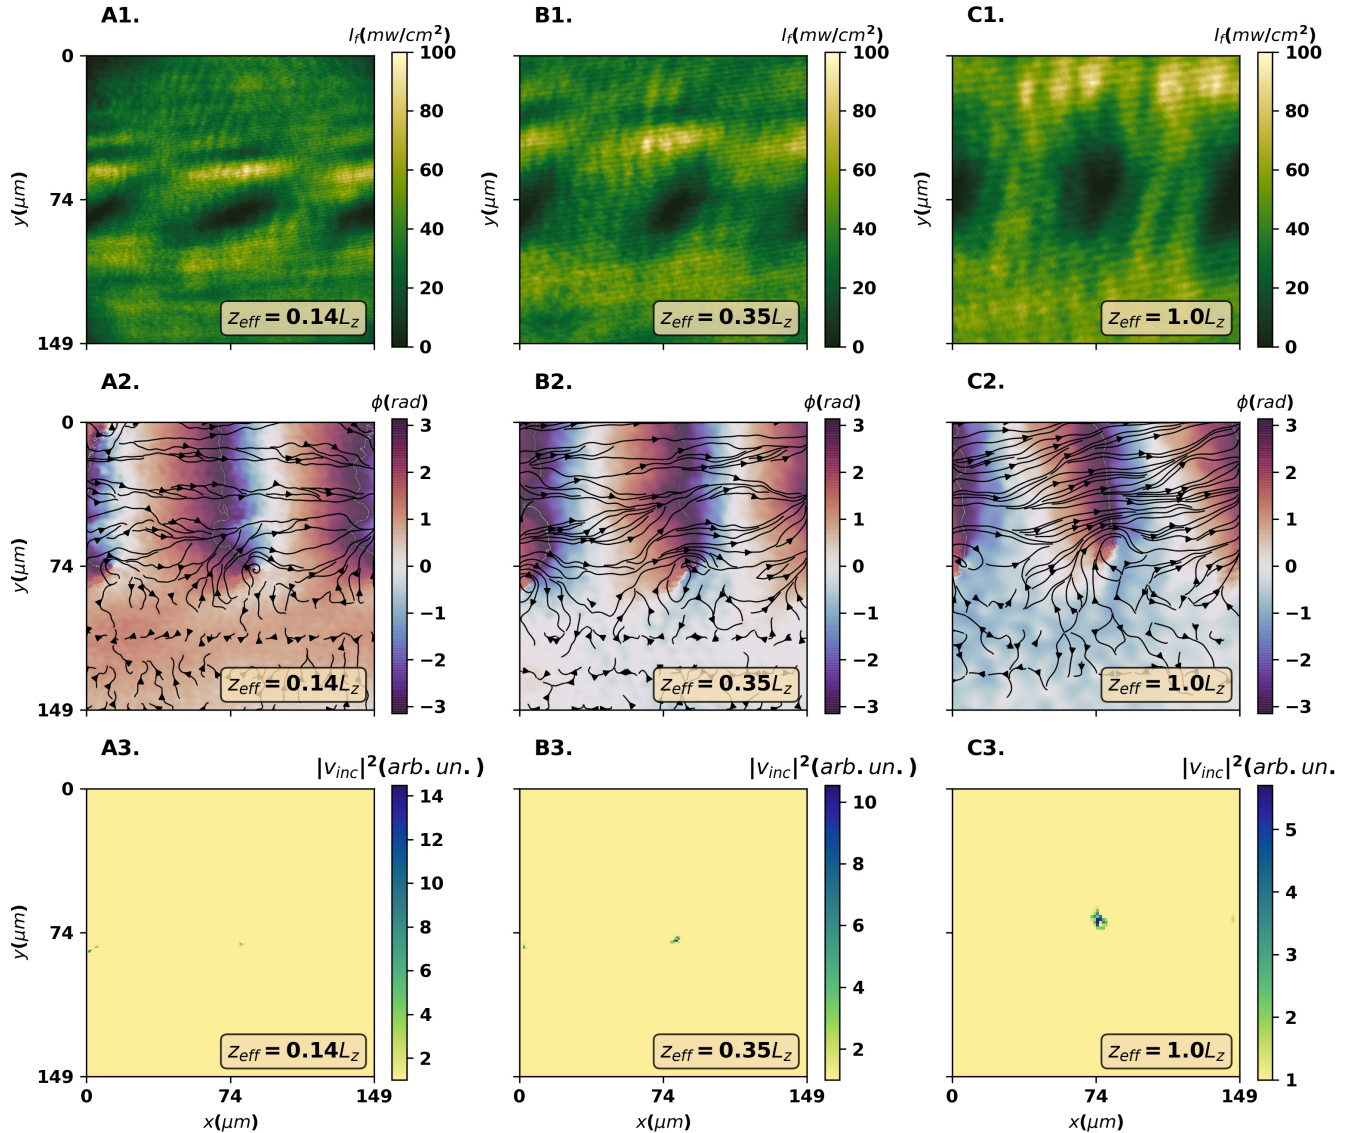 A1.
B1.
C1.
I_f(mw/cm²)
I_f(mw/cm²)
I_f(mw/cm²)
0
74
149
y(μm)
100
80
60
40
20
0
z_eff = 0.14L_z
y(μm)
100
80
60
40
20
0
z_eff = 0.35L_z
y(μm)
100
80
60
40
20
0
z_eff = 1.0L_z
A2.
B2.
C2.
ϕ(rad)
ϕ(rad)
ϕ(rad)
0
74
149
y(μm)
3
2
1
0
−1
−2
−3
z_eff = 0.14L_z
3
2
1
0
−1
−2
−3
z_eff = 0.35L_z
3
2
1
0
−1
−2
−3
z_eff = 1.0L_z
A3.
B3.
C3.
|v_inc|²(arb. un.)
|v_inc|²(arb. un.)
|v_inc|²(arb. un.
0
74
149
y(μm)
14
12
10
8
6
4
2
z_eff = 0.14L_z
10
8
6
4
2
z_eff = 0.35L_z
5
4
3
2
1
z_eff = 1.0L_z
0
74
149
0
74
149
0
74
149
x(μm)
x(μm)
x(μm)